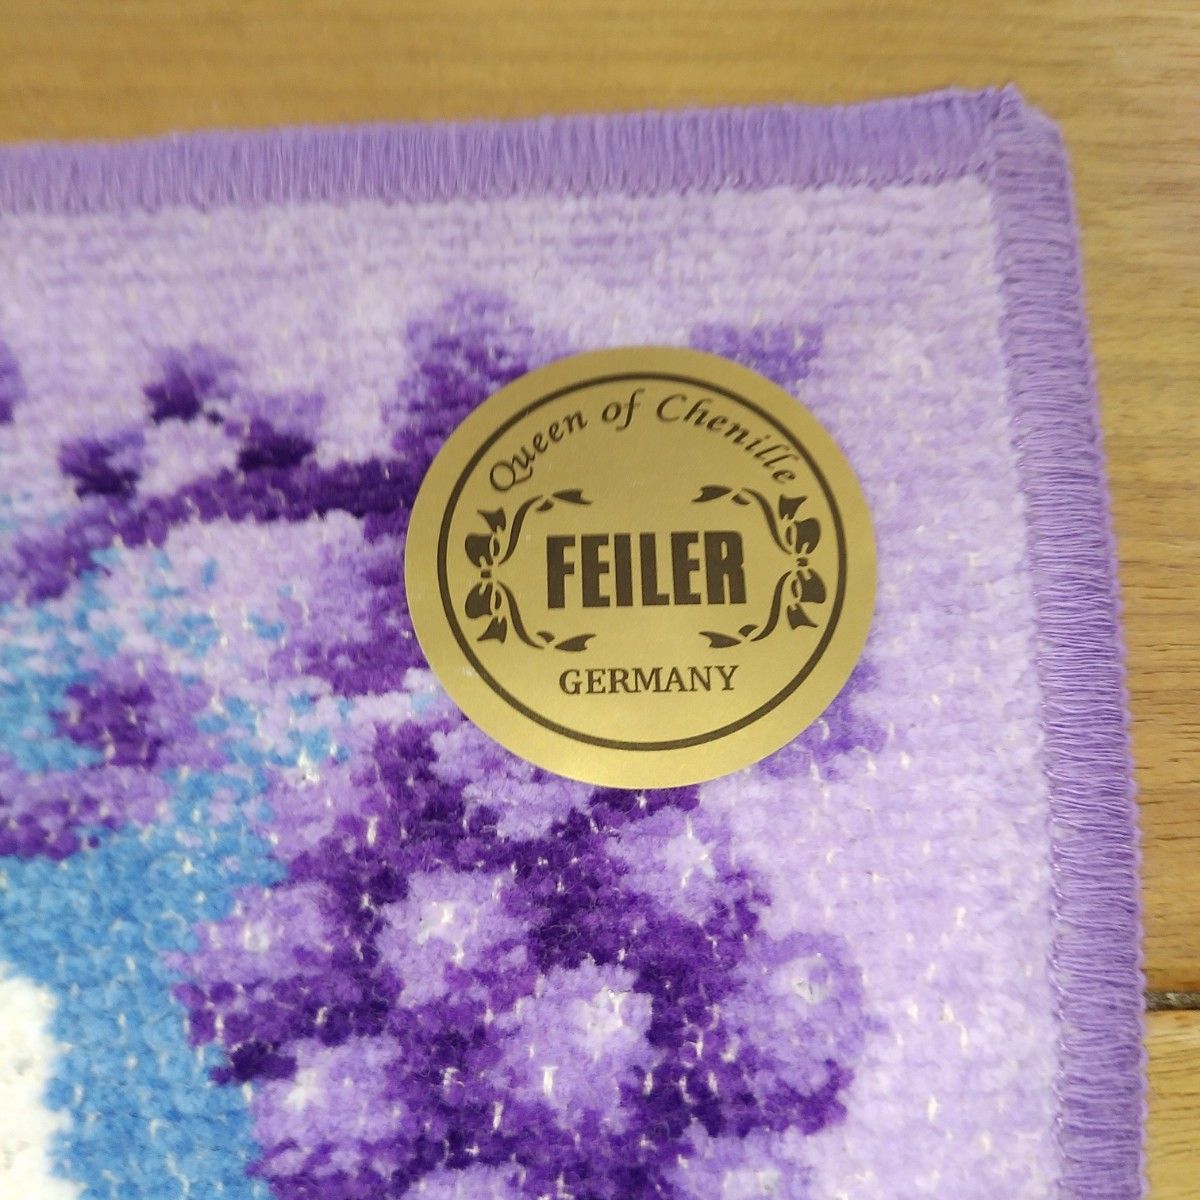 Queen of Chenille
FEILER
GERMANY